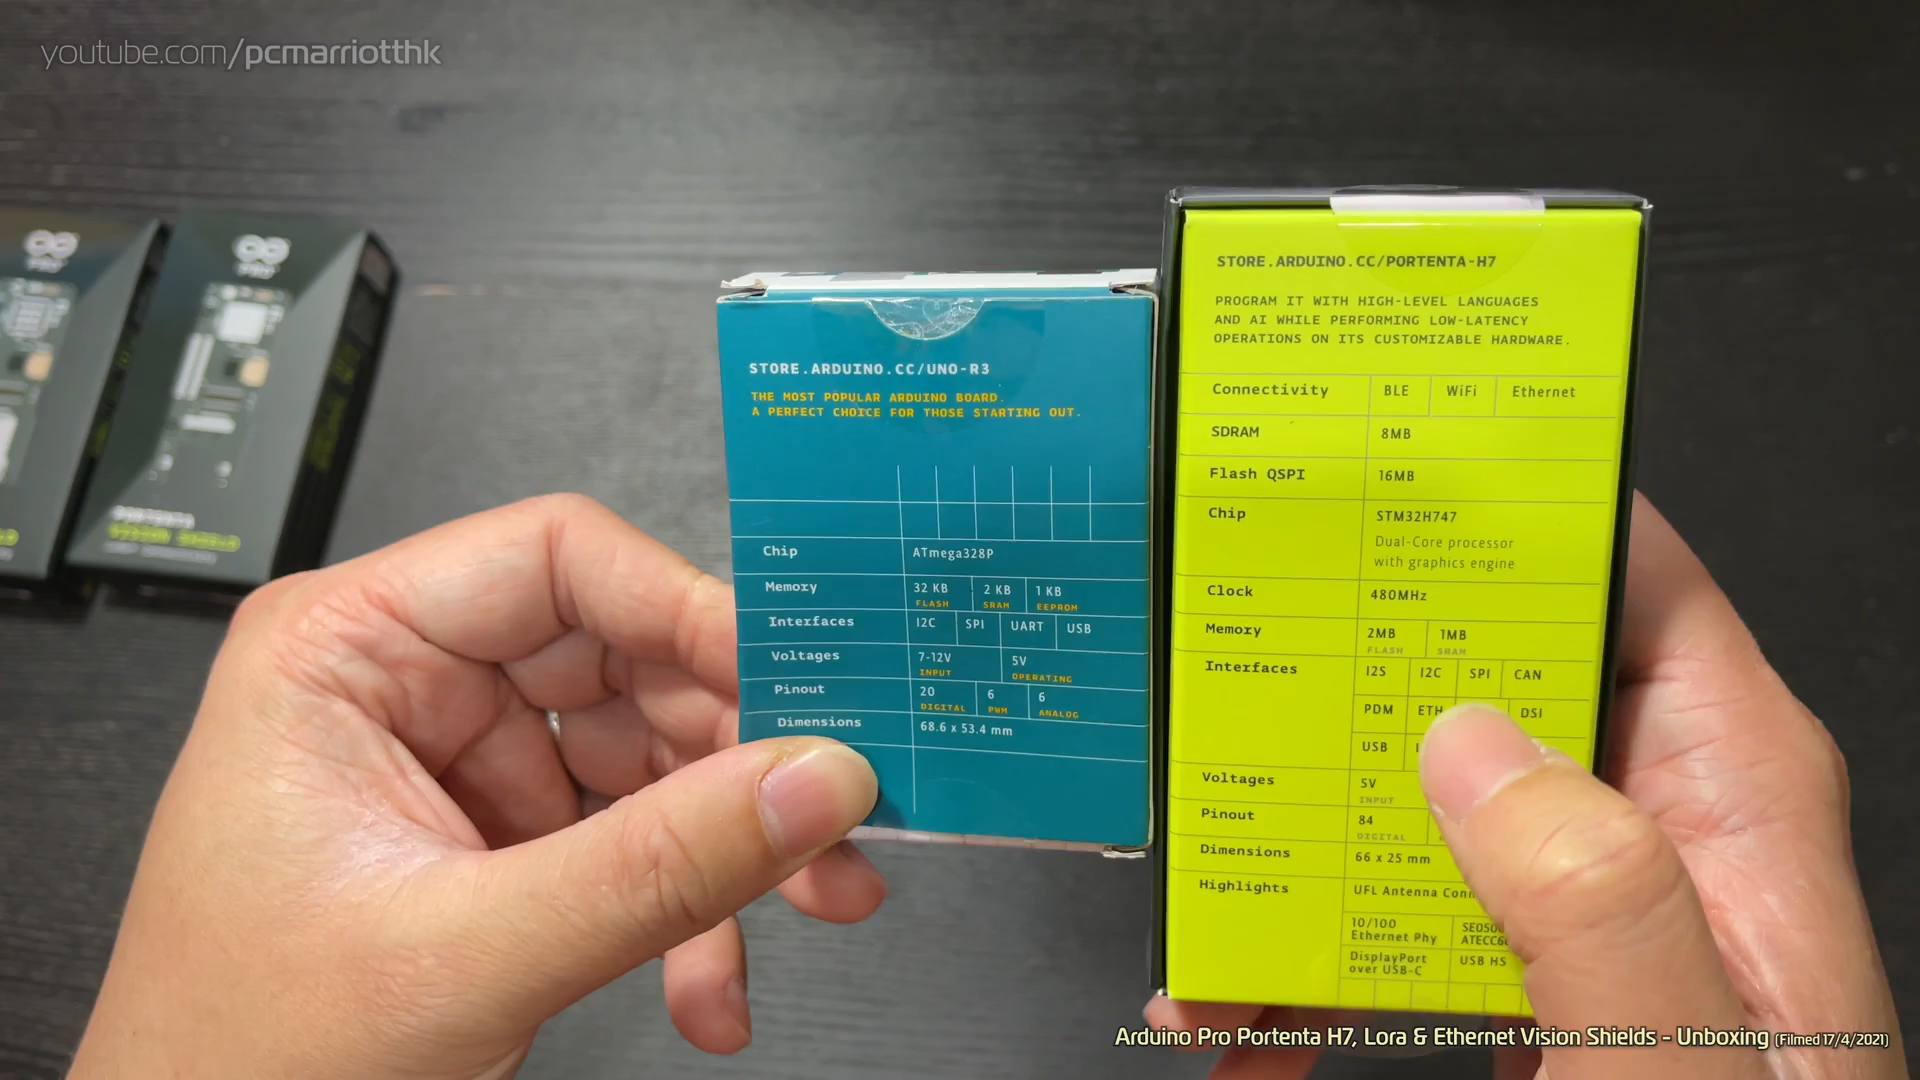 youtube.com/pcmarriotthk
PRO
PRO
PORTENTA
VISION SHIELD
STORE.ARDUINO.CC/UNO-R3
THE MOST POPULAR ARDUINO BOARD.
A PERFECT CHOICE FOR THOSE STARTING OUT.
Chip ATmega328P
Memory 32 KB 2 KB 1 KB
FLASH SRAM EEPROM
Interfaces I2C SPI UART USB
Voltages 7-12V 5V
INPUT OPERATING
Pinout 20 6 6
DIGITAL PWM ANALOG
Dimensions 68.6 x 53.4 mm
STORE.ARDUINO.CC/PORTENTA-H7
PROGRAM IT WITH HIGH-LEVEL LANGUAGES
AND AI WHILE PERFORMING LOW-LATENCY
OPERATIONS ON ITS CUSTOMIZABLE HARDWARE.
Connectivity BLE WiFi Ethernet
SDRAM 8MB
Flash QSPI 16MB
Chip STM32H747
Dual-Core processor
with graphics engine
Clock 480MHz
Memory 2MB 1MB
FLASH SRAM
Interfaces I2S I2C SPI CAN
PDM ETH DSI
USB
Voltages 5V
INPUT
Pinout 84
DIGITAL
Dimensions 66 x 25 mm
Highlights UFL Antenna
10/100
Ethernet Phy
DisplayPort USB HS
over USB-C
Arduino Pro Portenta H7, Lora & Ethernet Vision Shields - Unboxing (Filmed 17/4/2021)